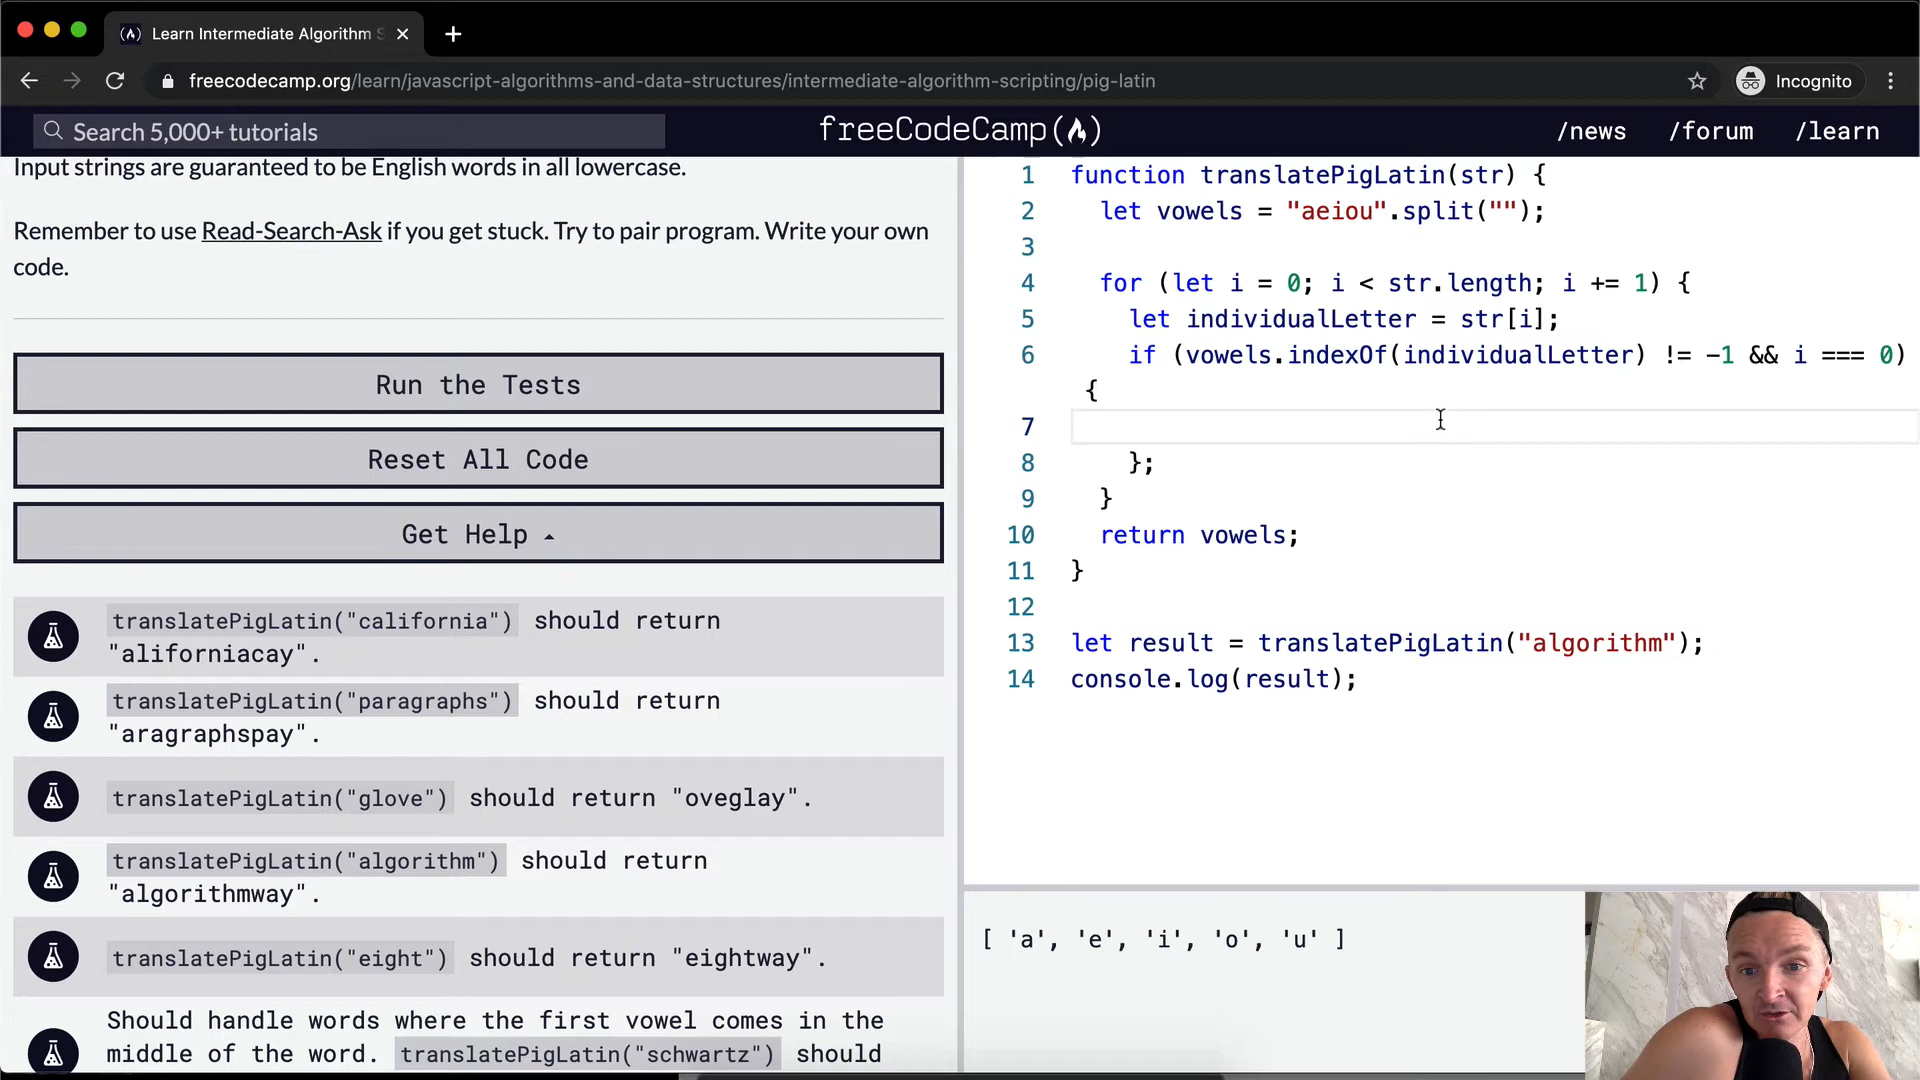 Learn Intermediate Algorithm S
freecodecamp.org/learn/javascript-algorithms-and-data-structures/intermediate-algorithm-scripting/pig-latin
Incognito
Search 5,000+ tutorials
freeCodeCamp
/news /forum /learn
Input strings are guaranteed to be English words in all lowercase.
Remember to use Read-Search-Ask if you get stuck. Try to pair program. Write your own
code.
Run the Tests
Reset All Code
Get Help
translatePigLatin("california") should return
"aliforniacay".
translatePigLatin("paragraphs") should return
"aragraphspay".
translatePigLatin("glove") should return "oveglay".
translatePigLatin("algorithm") should return
"algorithmway".
translatePigLatin("eight") should return "eightway".
Should handle words where the first vowel comes in the
middle of the word. translatePigLatin("schwartz") should
1 function translatePigLatin(str) {
2 let vowels = "aeiou".split("");
3
4 for (let i = 0; i < str.length; i += 1) {
5 let individualLetter = str[i];
6 if (vowels.indexOf(individualLetter) != -1 && i === 0)
{
7
8 };
9 }
10 return vowels;
11 }
12
13 let result = translatePigLatin("algorithm");
14 console.log(result);
[ 'a', 'e', 'i', 'o', 'u' ]